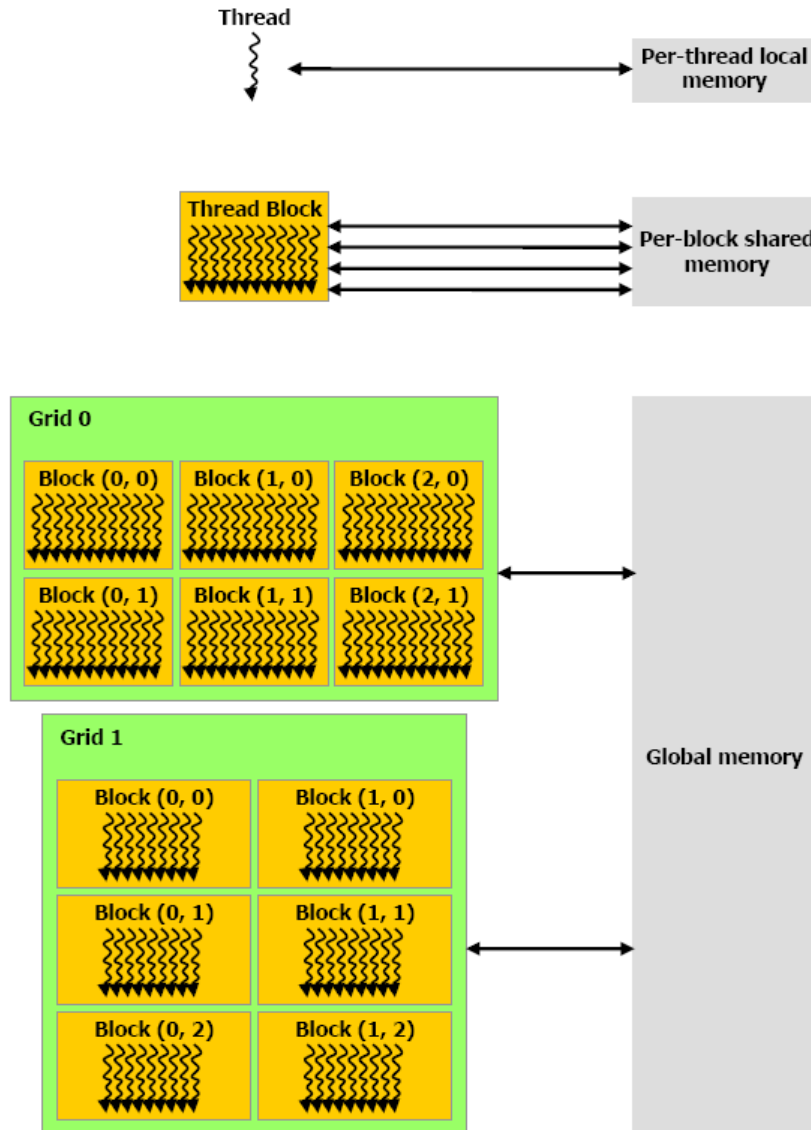 Thread
Per-thread local
memory
Thread Block
Per-block shared
memory
Grid 0
Block (0, 0)
Block (1, 0)
Block (2, 0)
Block (0, 1)
Block (1, 1)
Block (2, 1)
Grid 1
Block (0, 0)
Block (1, 0)
Block (0, 1)
Block (1, 1)
Block (0, 2)
Block (1, 2)
Global memory